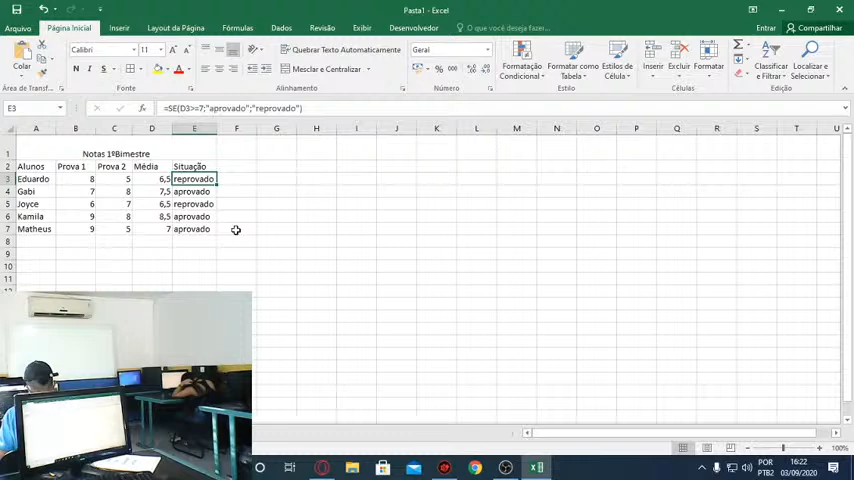 Pasta1 - Excel
Arquivo Página Inicial Inserir Layout da Página Fórmulas Dados Revisão Exibir Desenvolvedor O que você deseja fazer... Entrar Compartilhar
Calibri 11 Quebrar Texto Automaticamente Geral
Colar N I S Mesclar e Centralizar % 000 Formatação Condicional Formatar como Tabela Estilos de Célula Inserir Excluir Formatar Classificar e Filtrar Localizar e Selecionar
Área de Transf... Fonte Alinhamento Número Estilo Células Edição
E3 fx =SE(D3>=7;"aprovado";"reprovado")
A B C D E F G H I J K L M N O P Q R S T U
1 Notas 1ºBimestre
2 Alunos Prova 1 Prova 2 Média Situação
3 Eduardo 8 5 6,5 reprovado
4 Gabi 7 8 7,5 aprovado
5 Joyce 6 7 6,5 reprovado
6 Kamila 9 8 8,5 aprovado
7 Matheus 9 5 7 aprovado
8
9
10
11
100%
POR 16:22
PTB2 03/09/2020